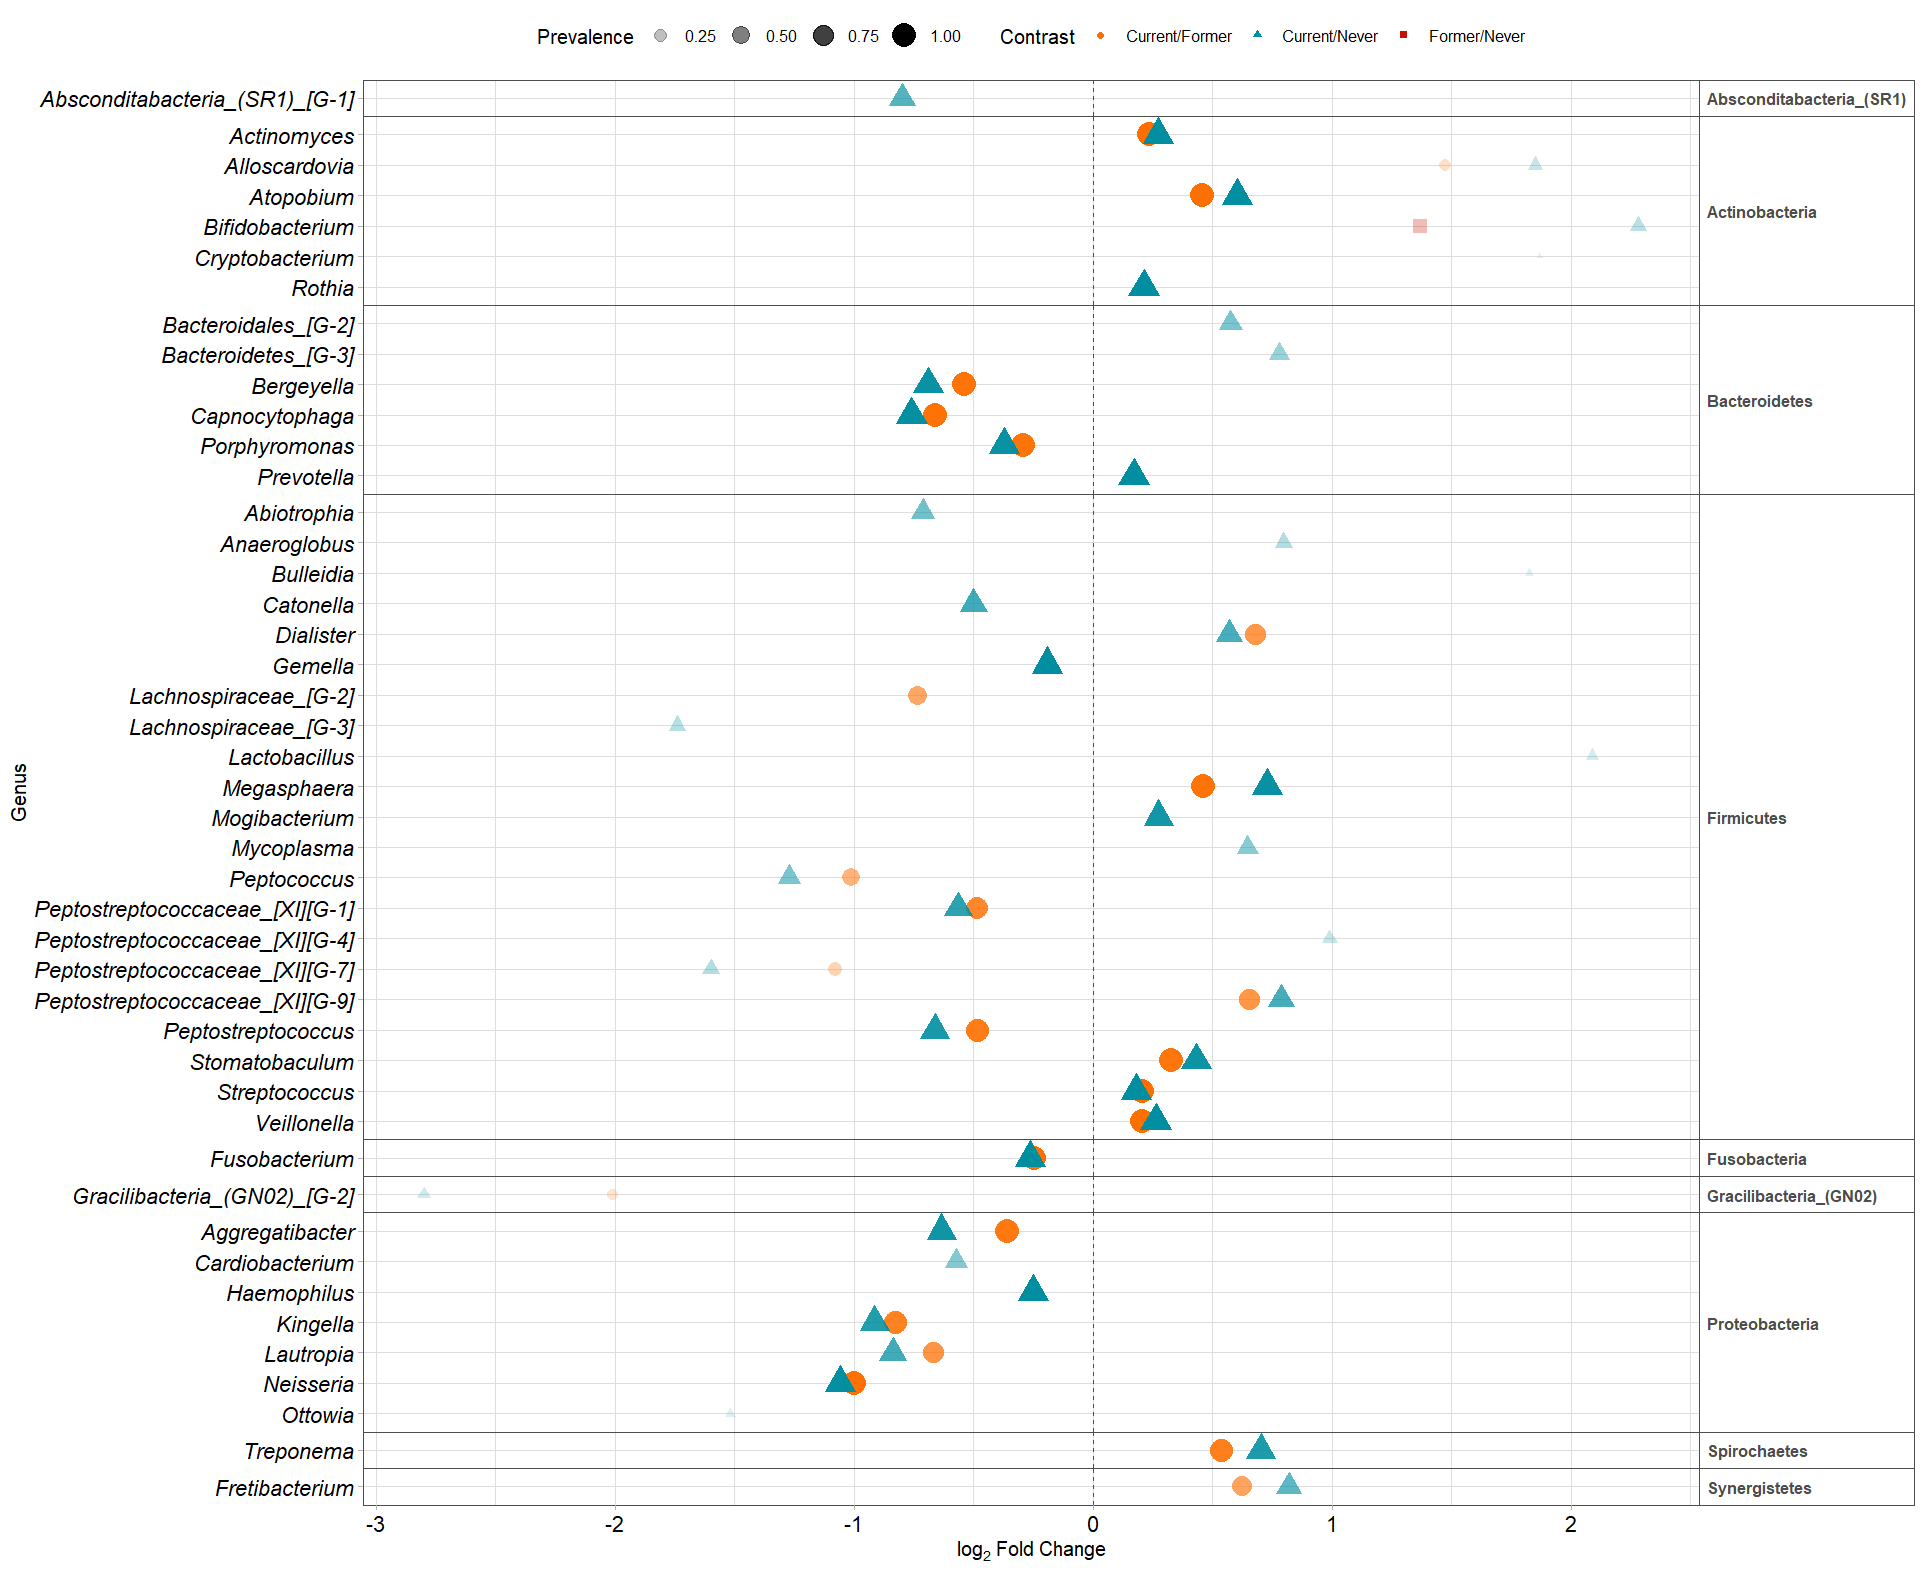 Prevalence 0.25 0.50 0.75 1.00 Contrast Current/Former Current/Never Former/Never
Absconditabacteria_(SR1)_[G-1] Absconditabacteria_(SR1)
Actinomyces
Alloscardovia
Atopobium
Actinobacteria
Bifidobacterium
Cryptobacterium
Rothia
Bacteroidales_[G-2]
Bacteroidetes_[G-3]
Bergeyella
Bacteroidetes
Capnocytophaga
Porphyromonas
Prevotella
Abiotrophia
Anaeroglobus
Bulleidia
Catonella
Dialister
Gemella
Lachnospiraceae_[G-2]
Lachnospiraceae_[G-3]
Lactobacillus
Genus
Megasphaera
Mogibacterium Firmicutes
Mycoplasma
Peptococcus
Peptostreptococcaceae_[XI][G-1]
Peptostreptococcaceae_[XI][G-4]
Peptostreptococcaceae_[XI][G-7]
Peptostreptococcaceae_[XI][G-9]
Peptostreptococcus
Stomatobaculum
Streptococcus
Veillonella
Fusobacterium Fusobacteria
Gracilibacteria_(GN02)_[G-2] Gracilibacteria_(GN02)
Aggregatibacter
Cardiobacterium
Haemophilus
Kingella Proteobacteria
Lautropia
Neisseria
Ottowia
Treponema Spirochaetes
Fretibacterium Synergistetes
-3 -2 -1 0 1 2
log2 Fold Change